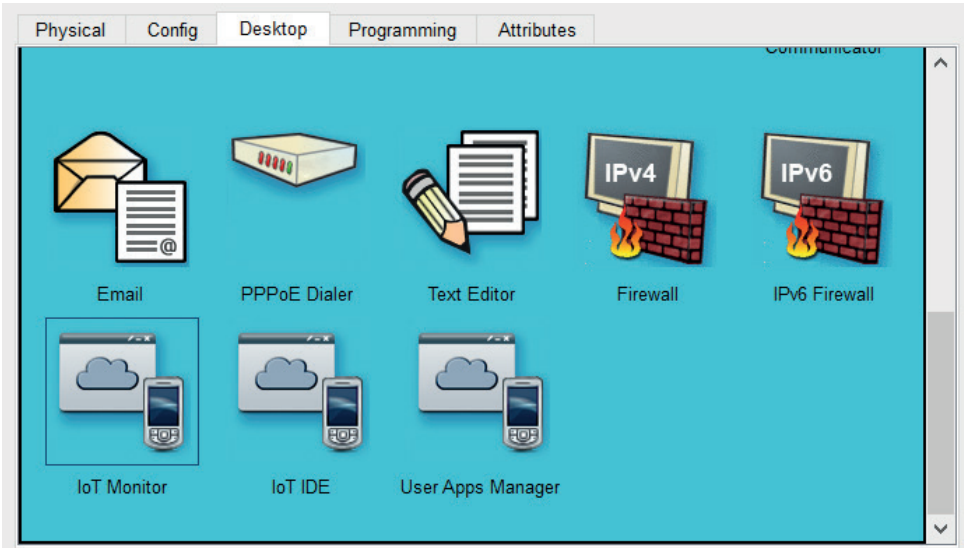 Physical Config Desktop Programming Attributes
Communicator
IPv4 IPv6
@
Email PPPoE Dialer Text Editor Firewall IPv6 Firewall
IoT Monitor IoT IDE User Apps Manager